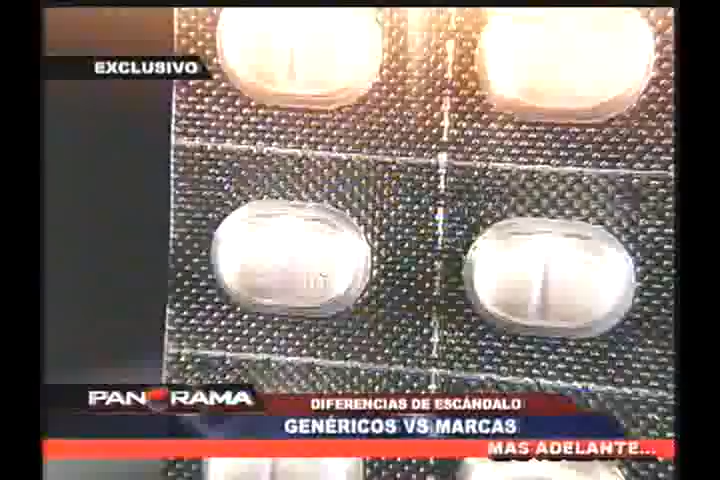 EXCLUSIVO
PANORAMA
DIFERENCIAS DE ESCÁNDALO
GENÉRICOS VS MARCAS
MAS ADELANTE...